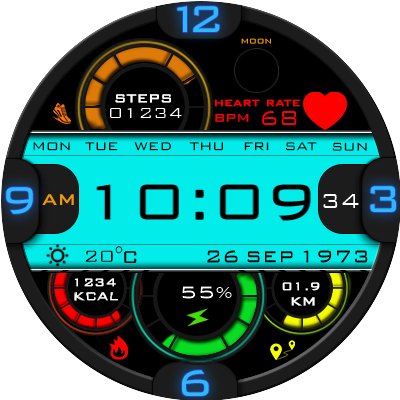 12
MOON
STEPS
01234
HEART RATE
BPM 68
MON TUE WED THU FRI SAT SUN
9 AM 10:09 34 3
20°C 26 SEP 1973
1234
KCAL
55%
01.9
KM
6